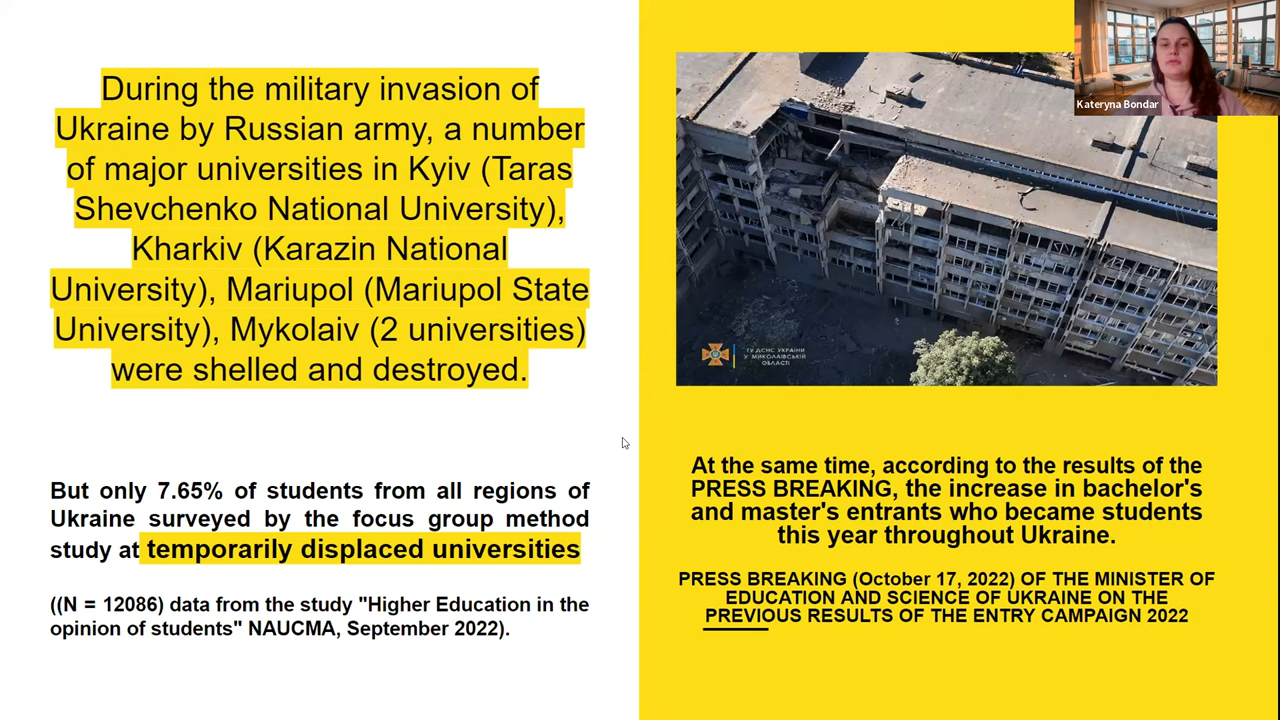 During the military invasion of
Ukraine by Russian army, a number
of major universities in Kyiv (Taras
Shevchenko National University),
Kharkiv (Karazin National
University), Mariupol (Mariupol State
University), Mykolaiv (2 universities)
were shelled and destroyed.
But only 7.65% of students from all regions of
Ukraine surveyed by the focus group method
study at temporarily displaced universities
((N = 12086) data from the study "Higher Education in the
opinion of students" NAUCMA, September 2022).
Kateryna Bondar
ГУ ДСНС УКРАЇНИ
У МИКОЛАЇВСЬКІЙ
ОБЛАСТІ
At the same time, according to the results of the
PRESS BREAKING, the increase in bachelor's
and master's entrants who became students
this year throughout Ukraine.
PRESS BREAKING (October 17, 2022) OF THE MINISTER OF
EDUCATION AND SCIENCE OF UKRAINE ON THE
PREVIOUS RESULTS OF THE ENTRY CAMPAIGN 2022